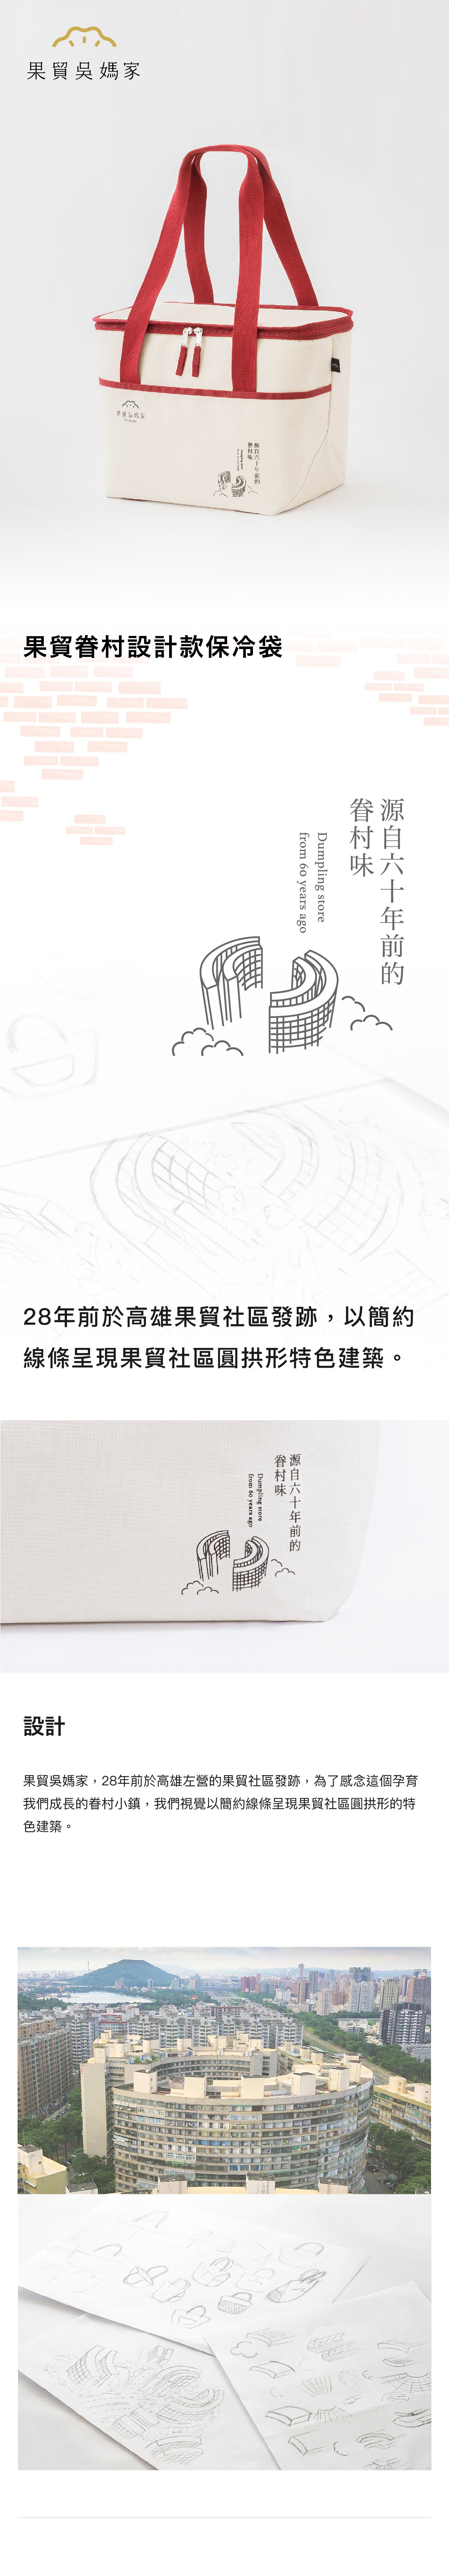 果貿吳媽家
果貿吳媽家
源自六十年前的
眷村味
果貿眷村設計款保冷袋
源自六十年前的
眷村味
Dumpling store
from 60 years ago
28年前於高雄果貿社區發跡，以簡約
線條呈現果貿社區圓拱形特色建築。
源自六十年前的
眷村味
Dumpling store
from 60 years ago
設計
果貿吳媽家，28年前於高雄左營的果貿社區發跡，為了感念這個孕育
我們成長的眷村小鎮，我們視覺以簡約線條呈現果貿社區圓拱形的特
色建築。